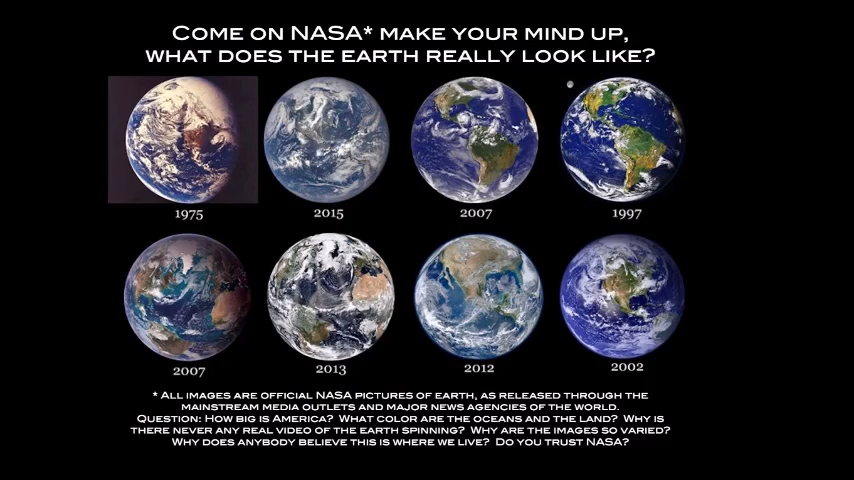 Come on NASA* make your mind up,
what does the earth really look like?
1975
2015
2007
1997
2007
2013
2012
2002
* All images are official NASA pictures of earth, as released through the
mainstream media outlets and major news agencies of the world.
Question: How big is America? What color are the oceans and the land? Why is
there never any real video of the earth spinning? Why are the images so varied?
Why does anybody believe this is where we live? Do you trust NASA?